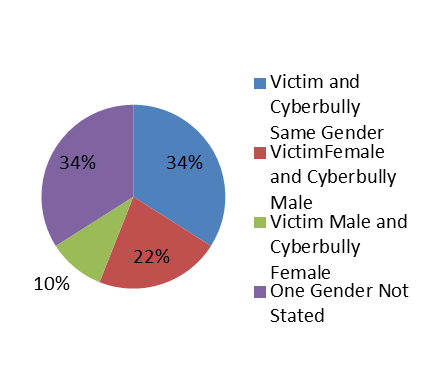 Victim and
Cyberbully
Same Gender
VictimFemale
and Cyberbully
Male
Victim Male and
Cyberbully
Female
One Gender Not
Stated
34%
34%
22%
10%